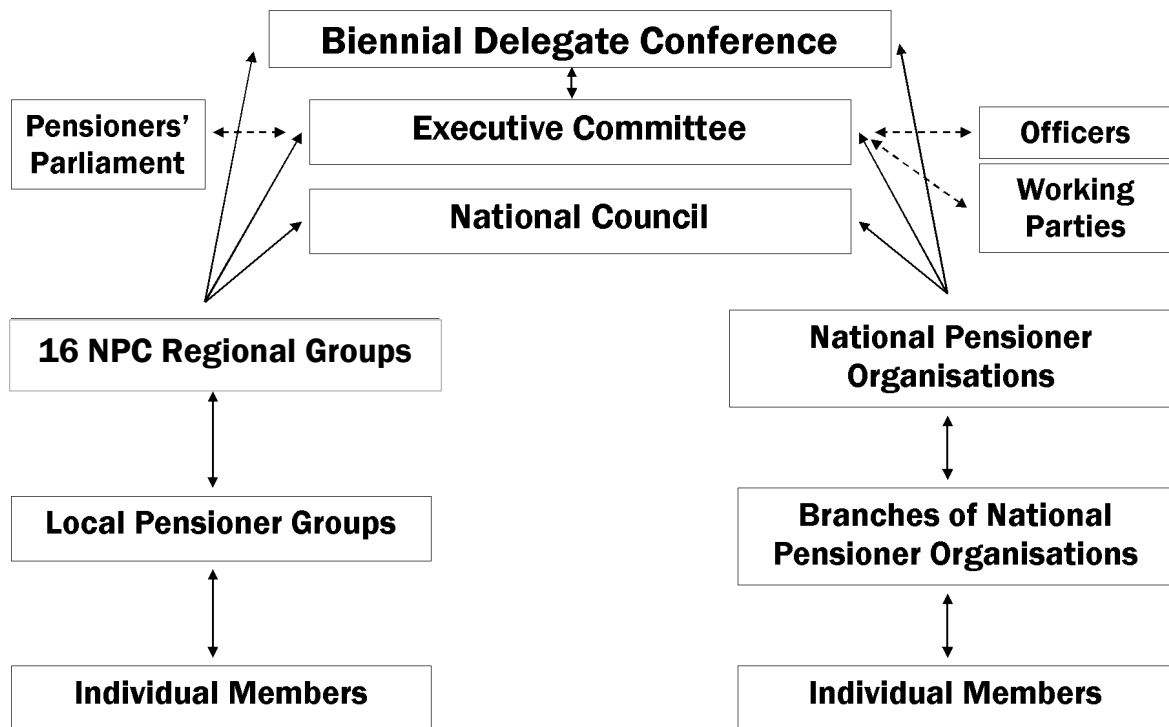 Biennial Delegate Conference
Pensioners’
Parliament
Executive Committee
Officers
Working
Parties
National Council
16 NPC Regional Groups
National Pensioner
Organisations
Local Pensioner Groups
Branches of National
Pensioner Organisations
Individual Members
Individual Members